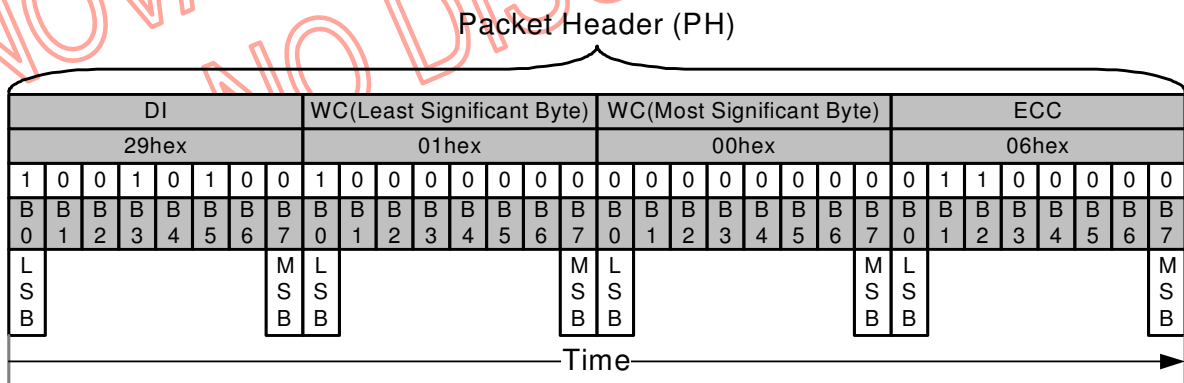 Packet Header (PH)
DI WC(Least Significant Byte) WC(Most Significant Byte) ECC
29hex 01hex 00hex 06hex
1 0 0 1 0 1 0 0 1 0 0 0 0 0 0 0 0 0 0 0 0 0 0 0 0 1 1 0 0 0 0 0
B B B B B B B B B B B B B B B B B B B B B B B B B B B B B B B B
0 1 2 3 4 5 6 7 0 1 2 3 4 5 6 7 0 1 2 3 4 5 6 7 0 1 2 3 4 5 6 7
L M L M L M L M
S S S S S S S S
B B B B B B B B
Time
NO